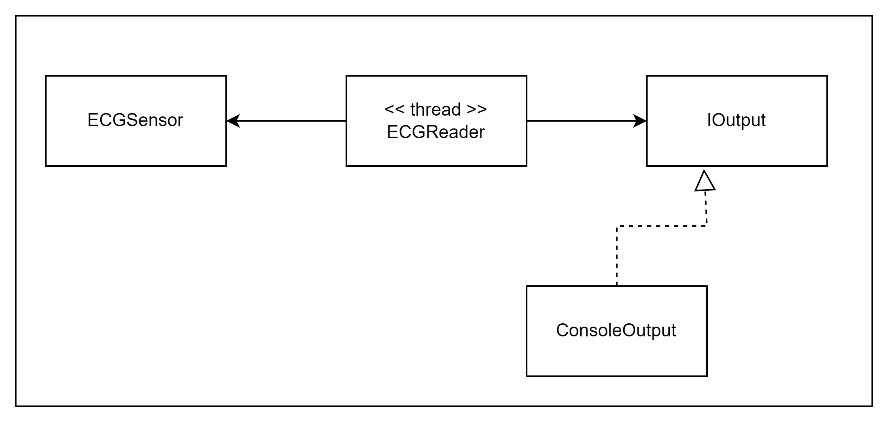 ECGSensor
<< thread >>
ECGReader
IOutput
ConsoleOutput